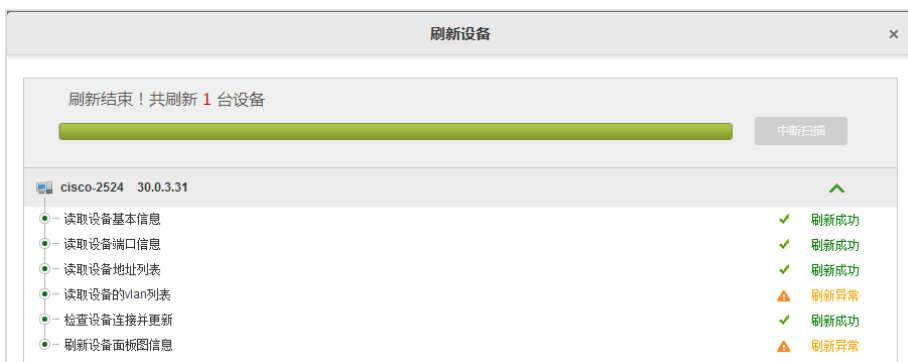 刷新设备 ×
刷新结束！共刷新 1 台设备
中断扫描
cisco-2524 30.0.3.31
读取设备基本信息 刷新成功
读取设备端口信息 刷新成功
读取设备地址列表 刷新成功
读取设备的vlan列表 刷新异常
检查设备连接并更新 刷新成功
刷新设备面板图信息 刷新异常